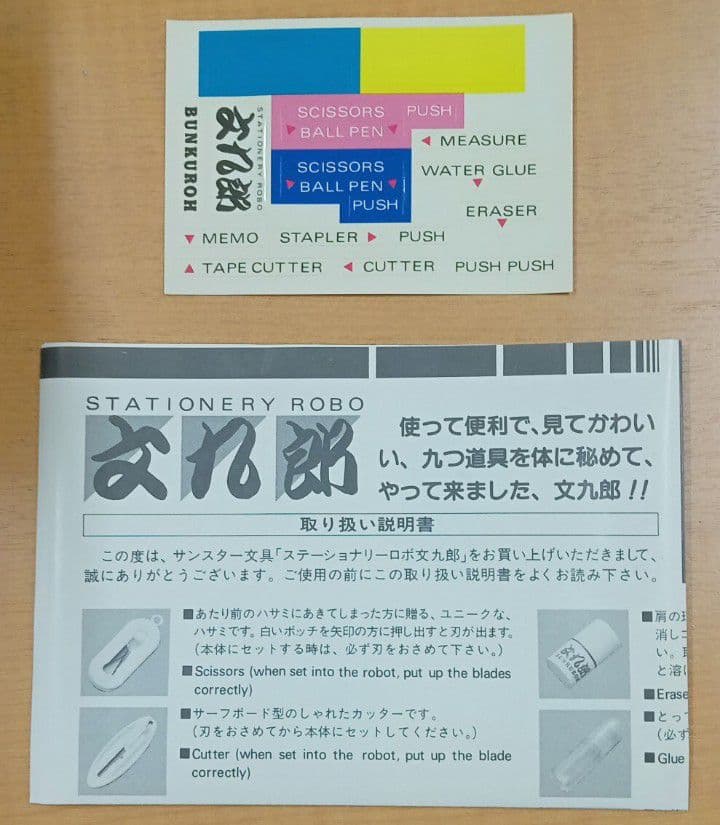 SCISSORS PUSH
BALL PEN
MEASURE
SCISSORS
BALL PEN
PUSH
WATER GLUE
ERASER
STATIONERY ROBO
文九郎
BUNKUROH
MEMO STAPLER PUSH
TAPE CUTTER CUTTER PUSH PUSH
STATIONERY ROBO
文九郎
使って便利で、見てかわい
い、九つ道具を体に秘めて、
やって来ました、文九郎!!
取り扱い説明書
この度は、サンスター文具「ステーショナリーロボ文九郎」をお買い上げいただきまして、
誠にありがとうございます。ご使用の前にこの取り扱い説明書をよくお読み下さい。
■あたり前のハサミにあきてしまった方に贈る、ユニークな、
ハサミです。白いポッチを矢印の方に押し出すと刃が出ます。
(本体にセットする時は、必ず刃をおさめて下さい。)
■Scissors (when set into the robot, put up the blades
correctly)
■サーフボード型のしゃれたカッターです。
(刃をおさめてから本体にセットしてください。)
■Cutter (when set into the robot, put up the blade
correctly)
文九郎
■肩の
消し
い。
と溶
■Erase
■とっ
(必ず
■Glue